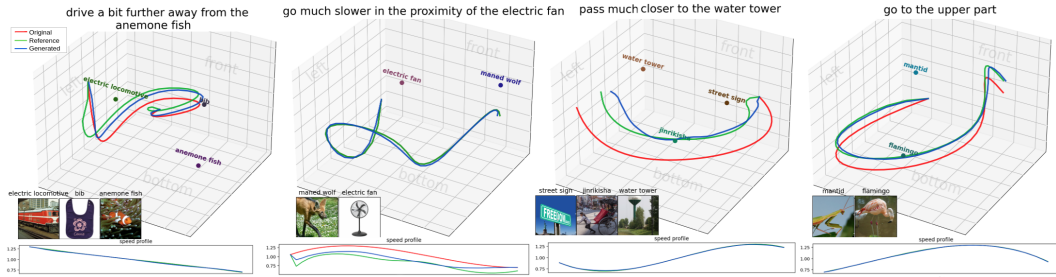 drive a bit further away from the
anemone fish
Original
Reference
Generated
front
left
bottom
electric locomotive
bib
anemone fish
electric locomotive bib anemone fish
speed profile
1.25
1.00
0.75
go much slower in the proximity of the electric fan
front
left
bottom
electric fan
maned wolf
maned wolf electric fan
speed profile
1.25
1.00
0.75
pass much closer to the water tower
front
left
bottom
water tower
street sign
jinrikisha
street sign jinrikisha water tower
FREEDOM
speed profile
1.25
1.00
0.75
go to the upper part
front
left
bottom
mantid
flamingo
mantid flamingo
speed profile
1.25
1.00
0.75